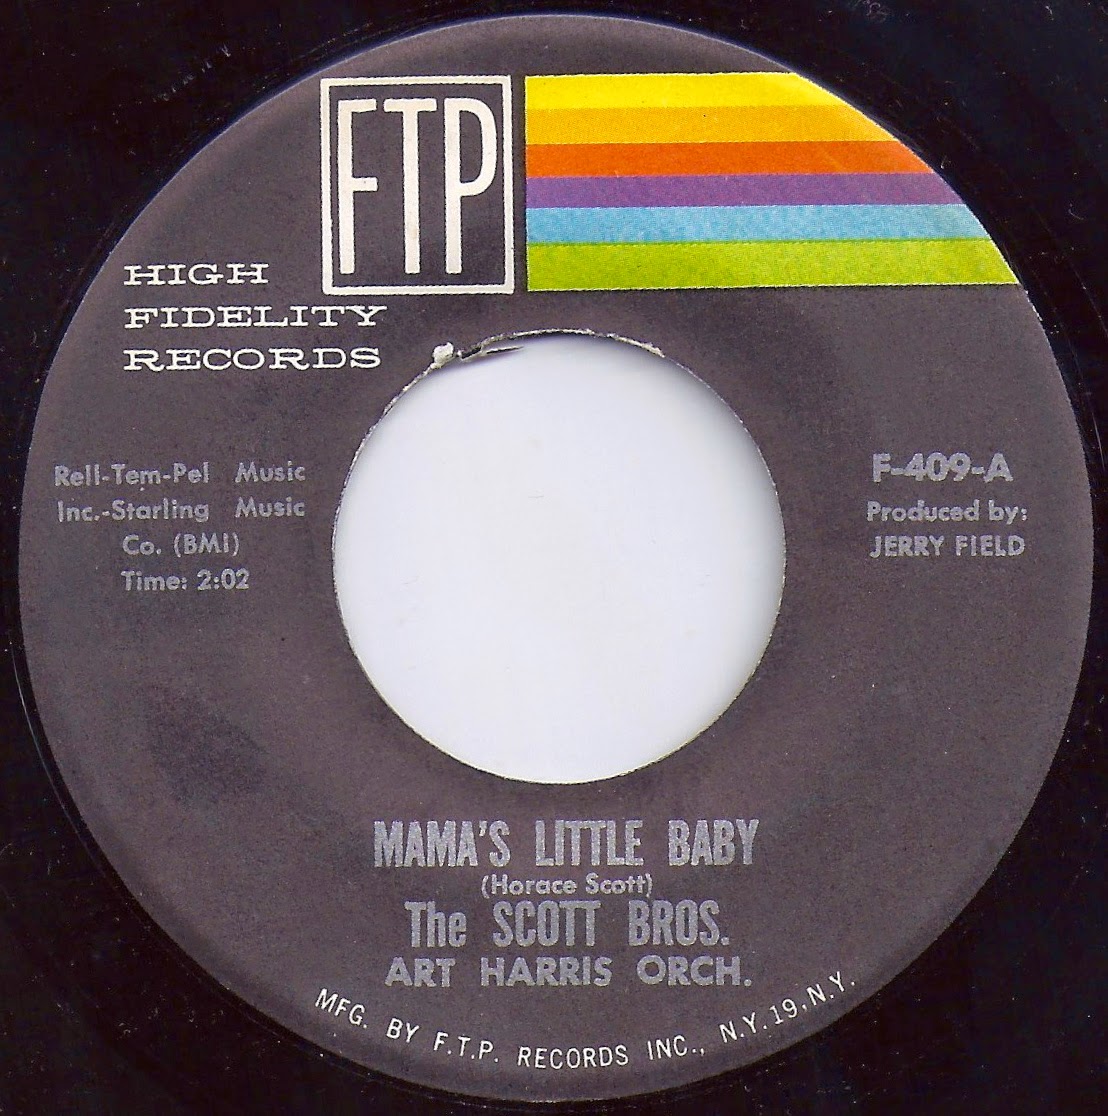 FTP
HIGH
FIDELITY
RECORDS
Rell-Tem-Pel Music
Inc.-Starling Music
Co. (BMI)
Time: 2:02
F-409-A
Produced by:
JERRY FIELD
MAMA'S LITTLE BABY
(Horace Scott)
The SCOTT BROS.
ART HARRIS ORCH.
MFG. BY F.T.P. RECORDS INC., N.Y. 19, N.Y.